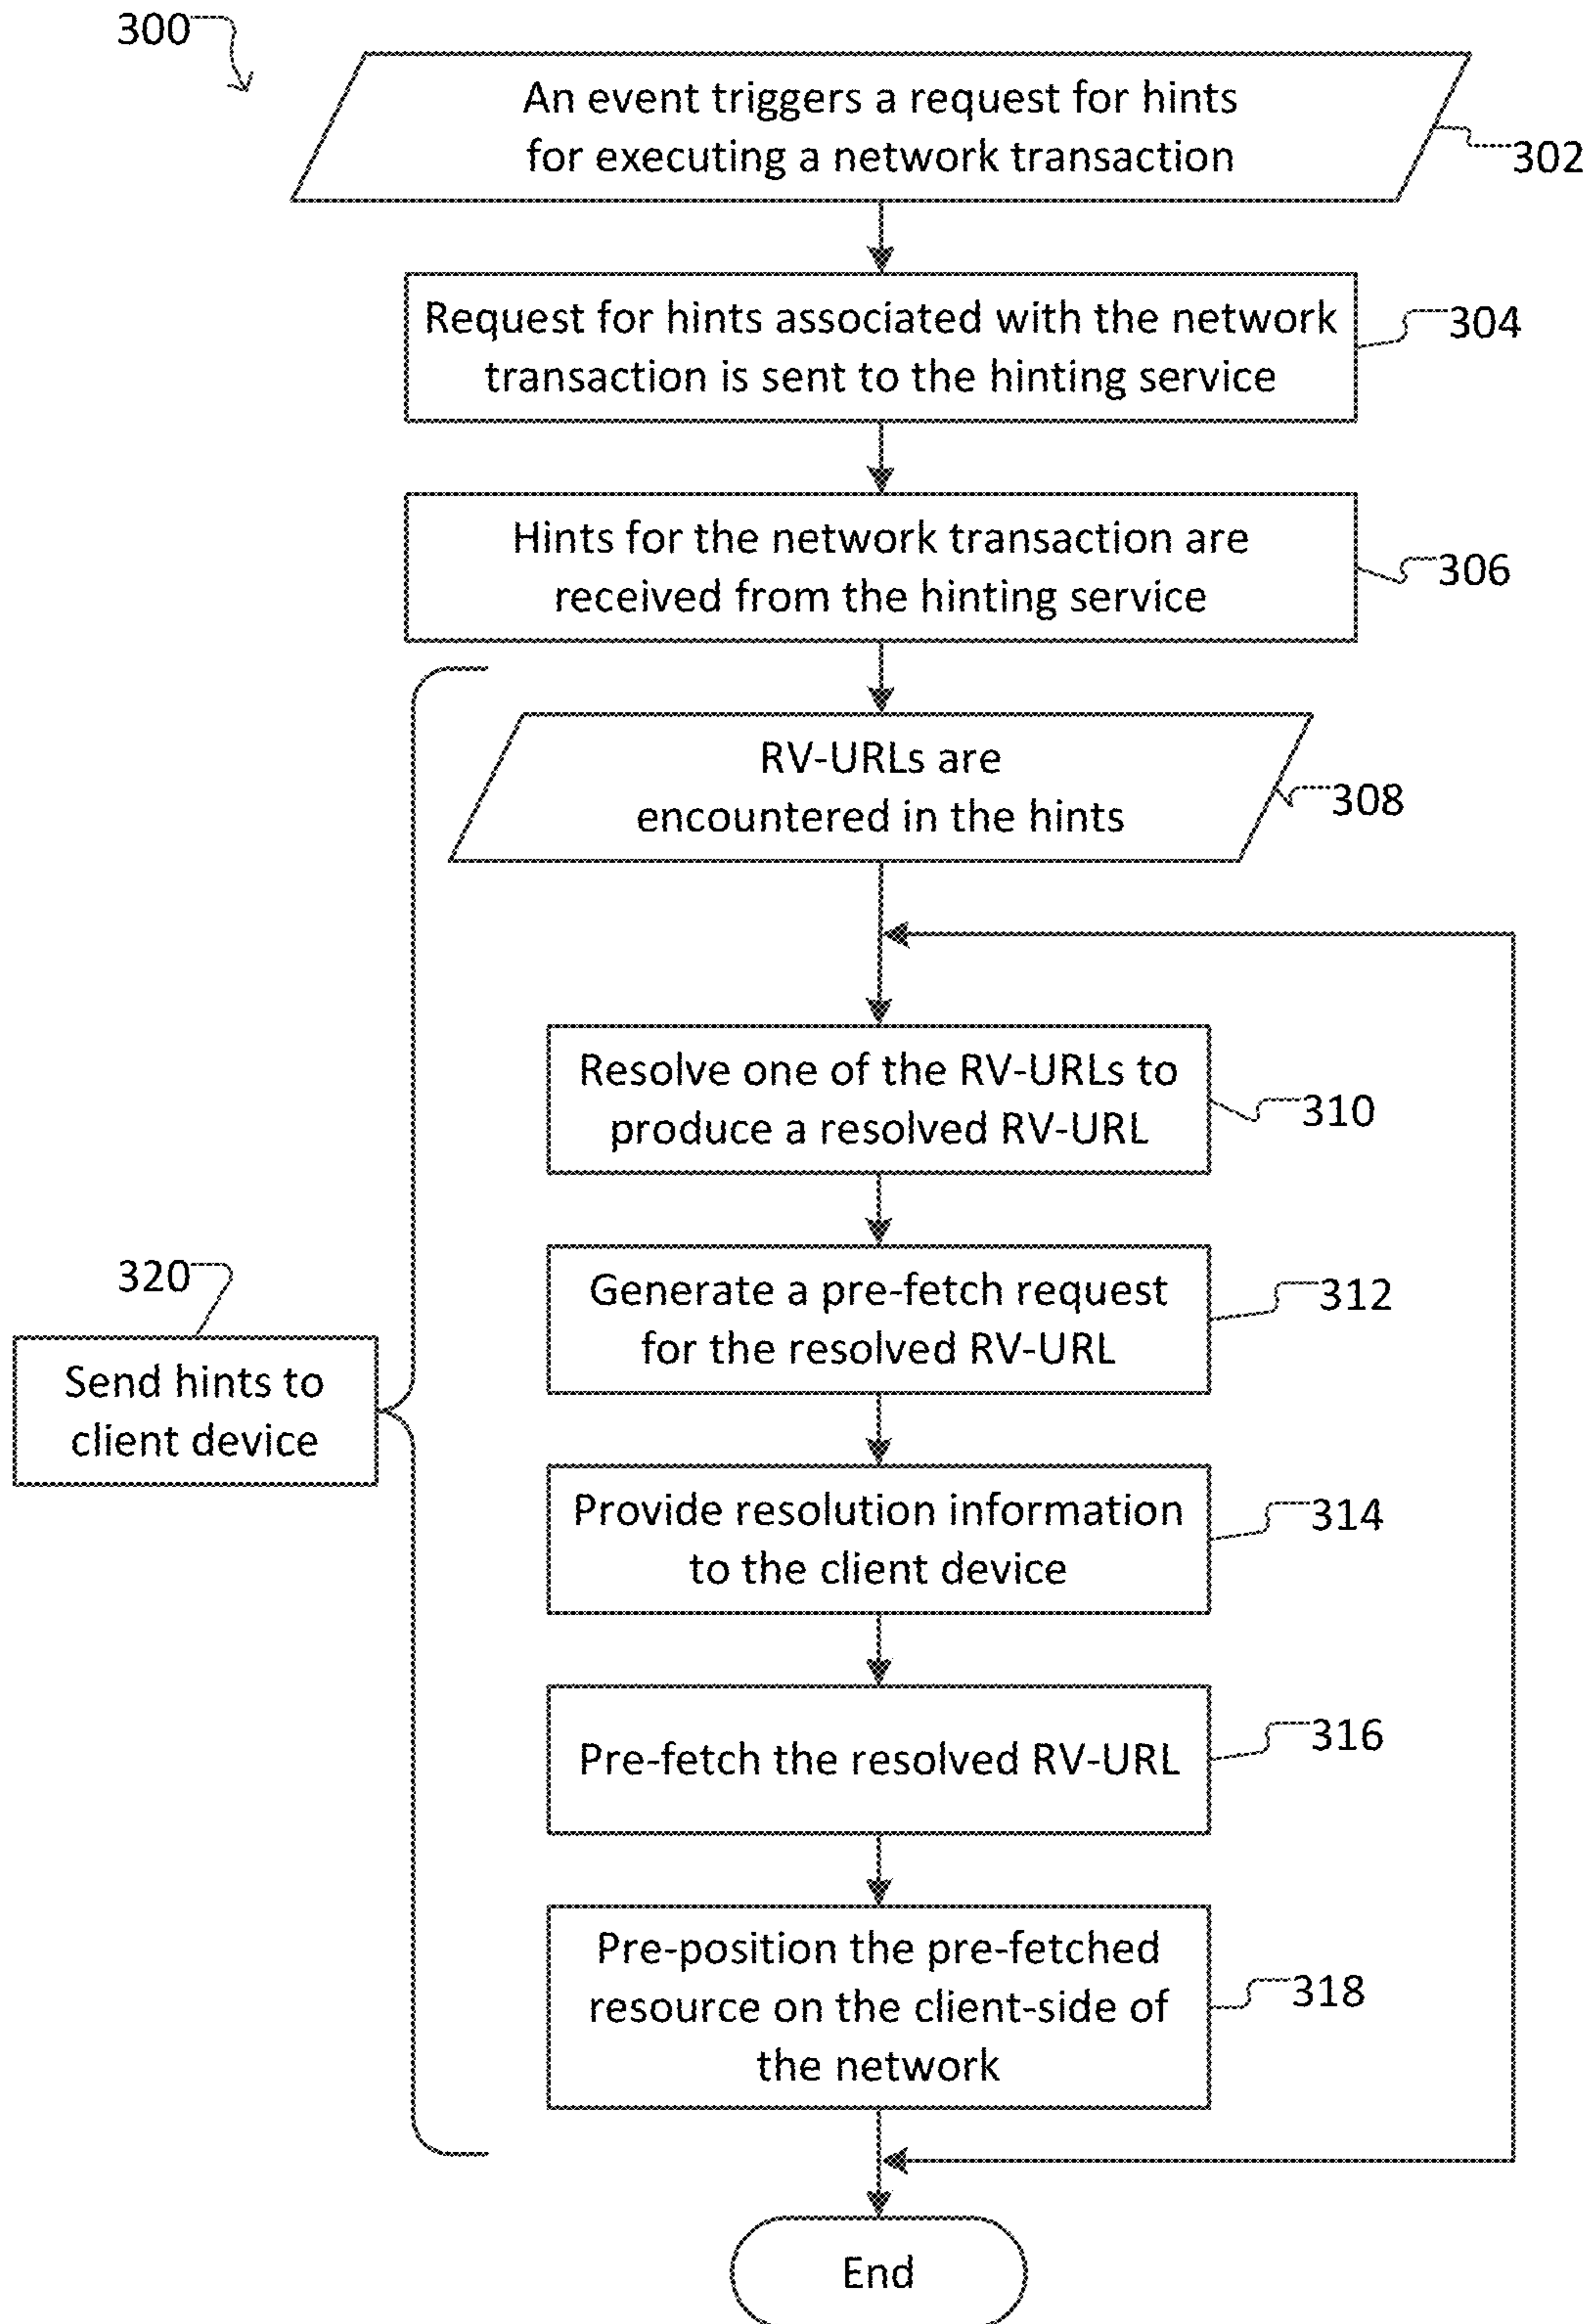 300
An event triggers a request for hints
for executing a network transaction
302
Request for hints associated with the network
transaction is sent to the hinting service
304
Hints for the network transaction are
received from the hinting service
306
RV-URLs are
encountered in the hints
308
Resolve one of the RV-URLs to
produce a resolved RV-URL
310
Generate a pre-fetch request
for the resolved RV-URL
312
320
Send hints to
client device
Provide resolution information
to the client device
314
Pre-fetch the resolved RV-URL
316
Pre-position the pre-fetched
resource on the client-side of
the network
318
End